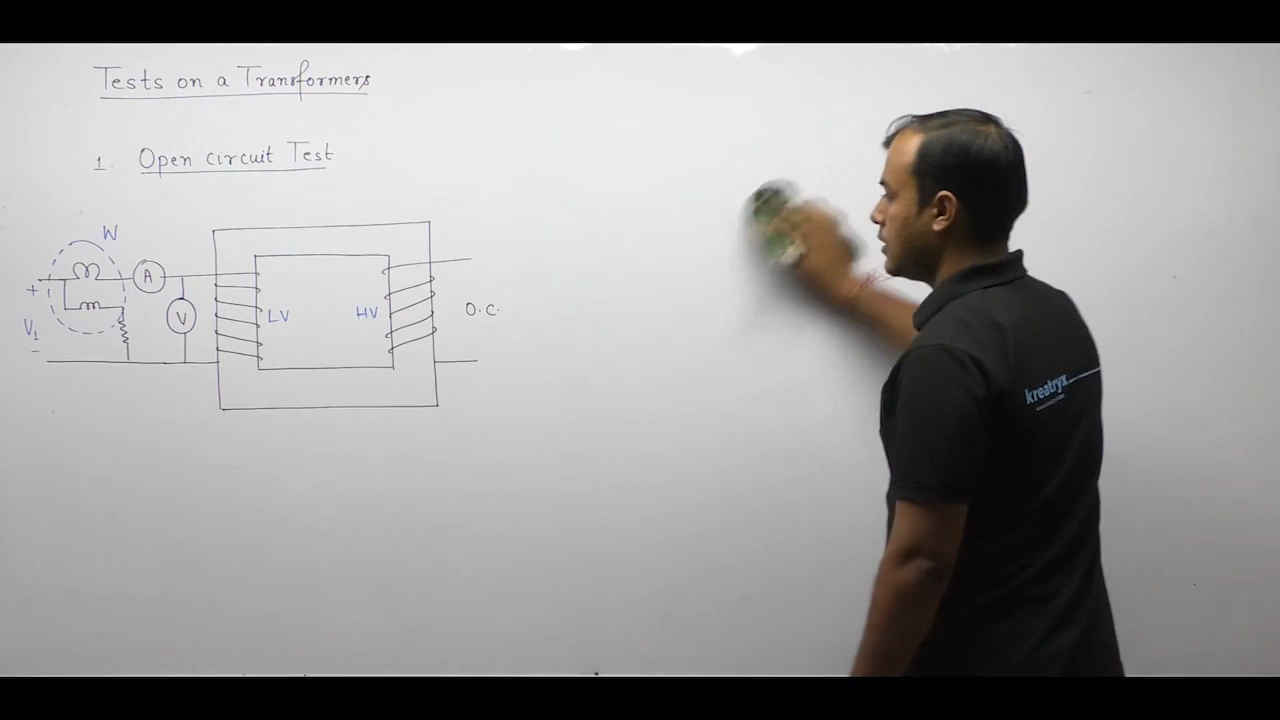 Tests on a Transformers
1. Open circuit Test
W
A
+
V
LV
HV
O.C.
V1
-
kreatryx